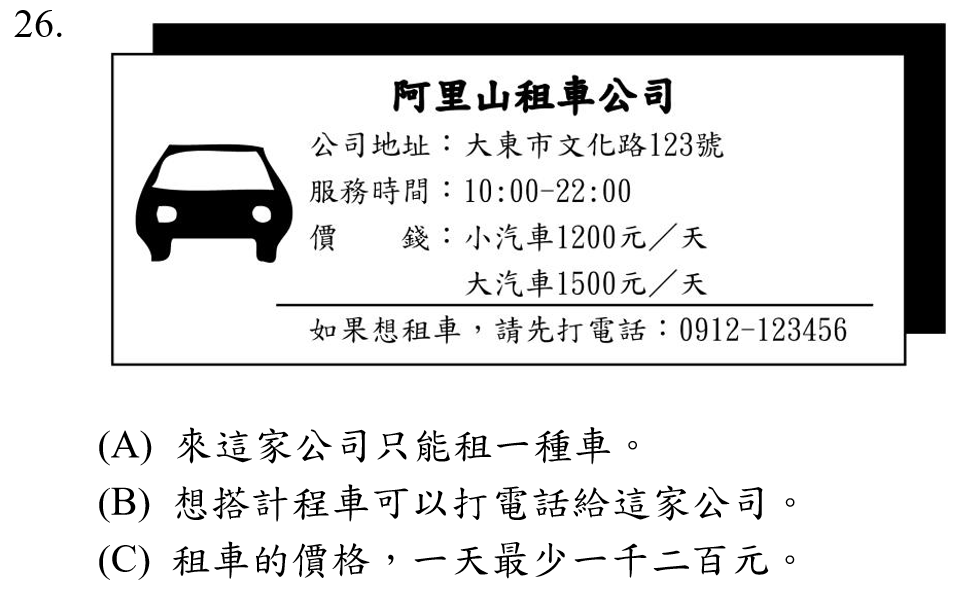 26.
阿里山租車公司
公司地址：大東市文化路123號
服務時間：10:00-22:00
價　　錢：小汽車1200元／天
大汽車1500元／天
如果想租車，請先打電話：0912-123456
(A) 來這家公司只能租一種車。
(B) 想搭計程車可以打電話給這家公司。
(C) 租車的價格，一天最少一千二百元。